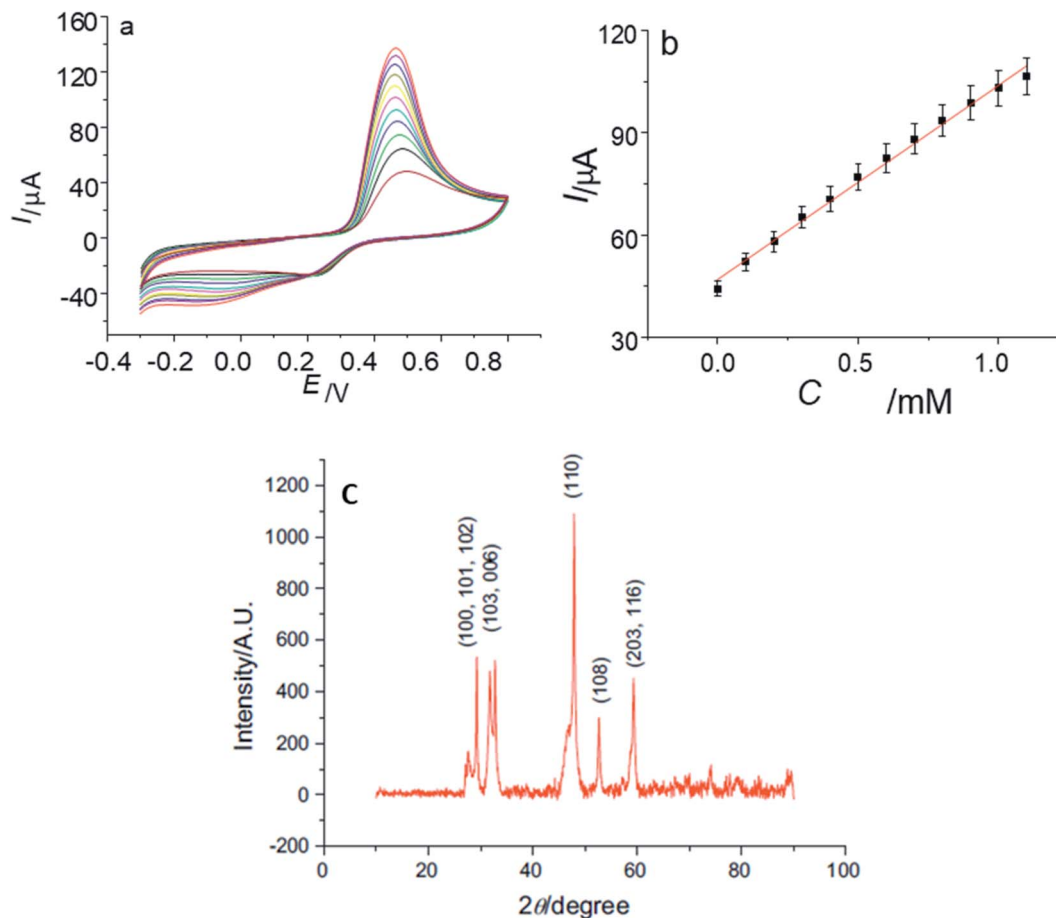 a
I/µA
160
120
80
40
0
-40
-0.4 -0.2 0.0 0.2 0.4 0.6 0.8
E/V
b
I/µA
120
90
60
30
0.0 0.5 1.0
C /mM
c
Intensity/A.U.
1200
1000
800
600
400
200
0
-200
(100, 101, 102)
(103, 006)
(110)
(108)
(203, 116)
0 20 40 60 80 100
2θ/degree